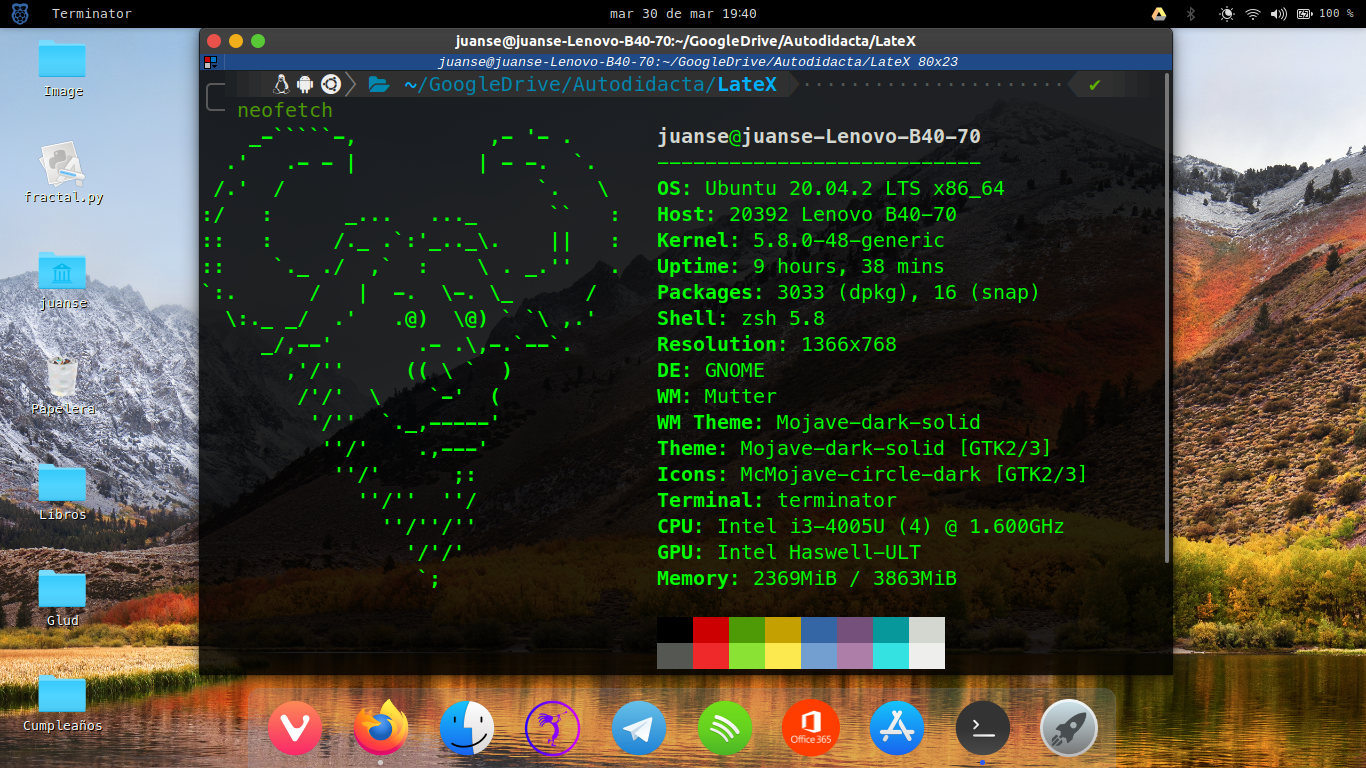 Terminator
mar 30 de mar 19:40
100 %
juanse@juanse-Lenovo-B40-70:~/GoogleDrive/Autodidacta/LateX
juanse@juanse-Lenovo-B40-70:~/GoogleDrive/Autodidacta/LateX 80x23
~/GoogleDrive/Autodidacta/LateX
neofetch
juanse@juanse-Lenovo-B40-70
---------------------------
OS: Ubuntu 20.04.2 LTS x86_64
Host: 20392 Lenovo B40-70
Kernel: 5.8.0-48-generic
Uptime: 9 hours, 38 mins
Packages: 3033 (dpkg), 16 (snap)
Shell: zsh 5.8
Resolution: 1366x768
DE: GNOME
WM: Mutter
WM Theme: Mojave-dark-solid
Theme: Mojave-dark-solid [GTK2/3]
Icons: McMojave-circle-dark [GTK2/3]
Terminal: terminator
CPU: Intel i3-4005U (4) @ 1.600GHz
GPU: Intel Haswell-ULT
Memory: 2369MiB / 3863MiB
Image
fractal.py
juanse
Papelera
Libros
Glud
Cumpleaños
Office 365